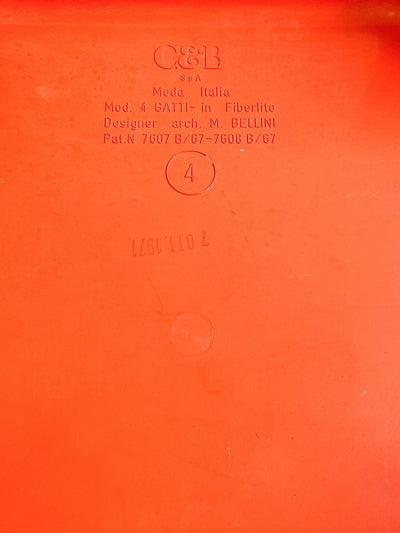 C&B
SpA
Meda Italia
Mod. 4 GATTI- in Fiberlite
Designer arch. M. BELLINI
Pat.N 7607 B/67-7608 B/67
4
7 OTT. 1971